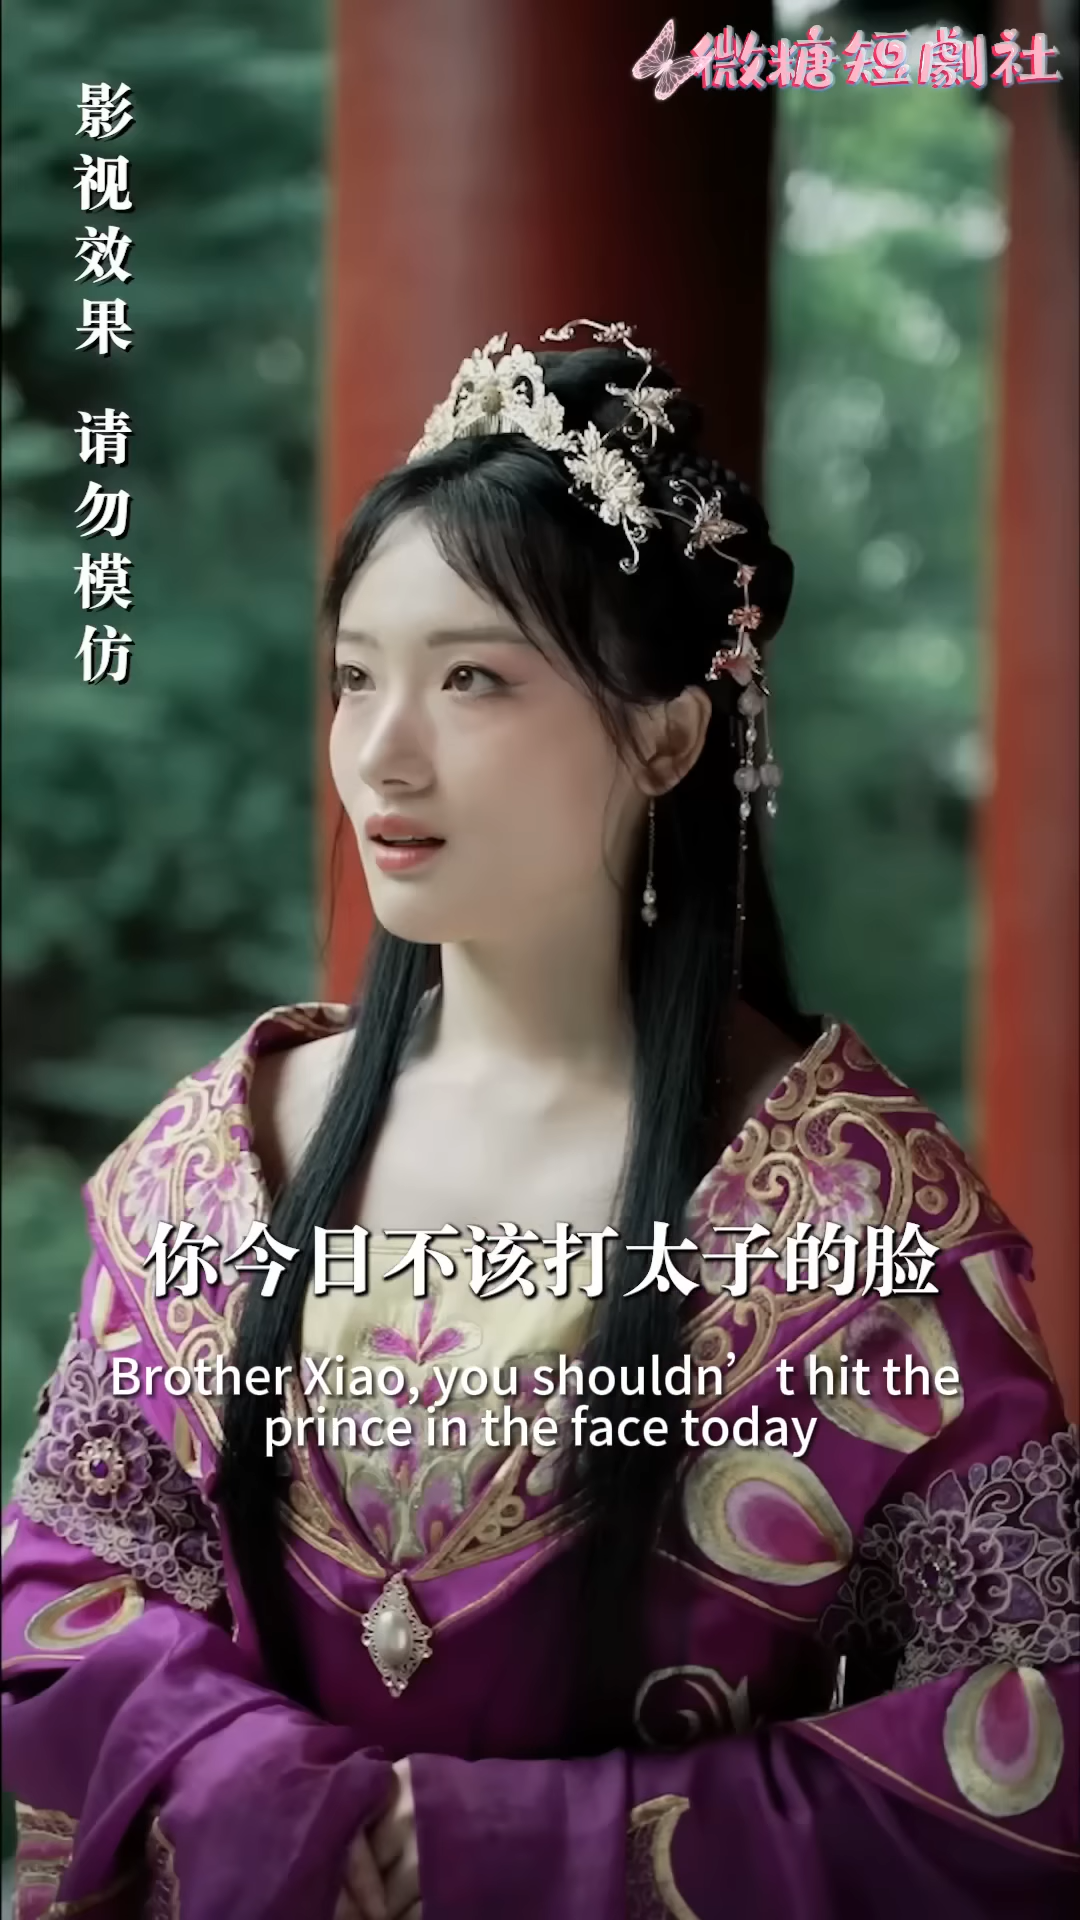 微糖短劇社
影视效果 请勿模仿
你今日不该打太子的脸
Brother Xiao, you shouldn't hit the
prince in the face today